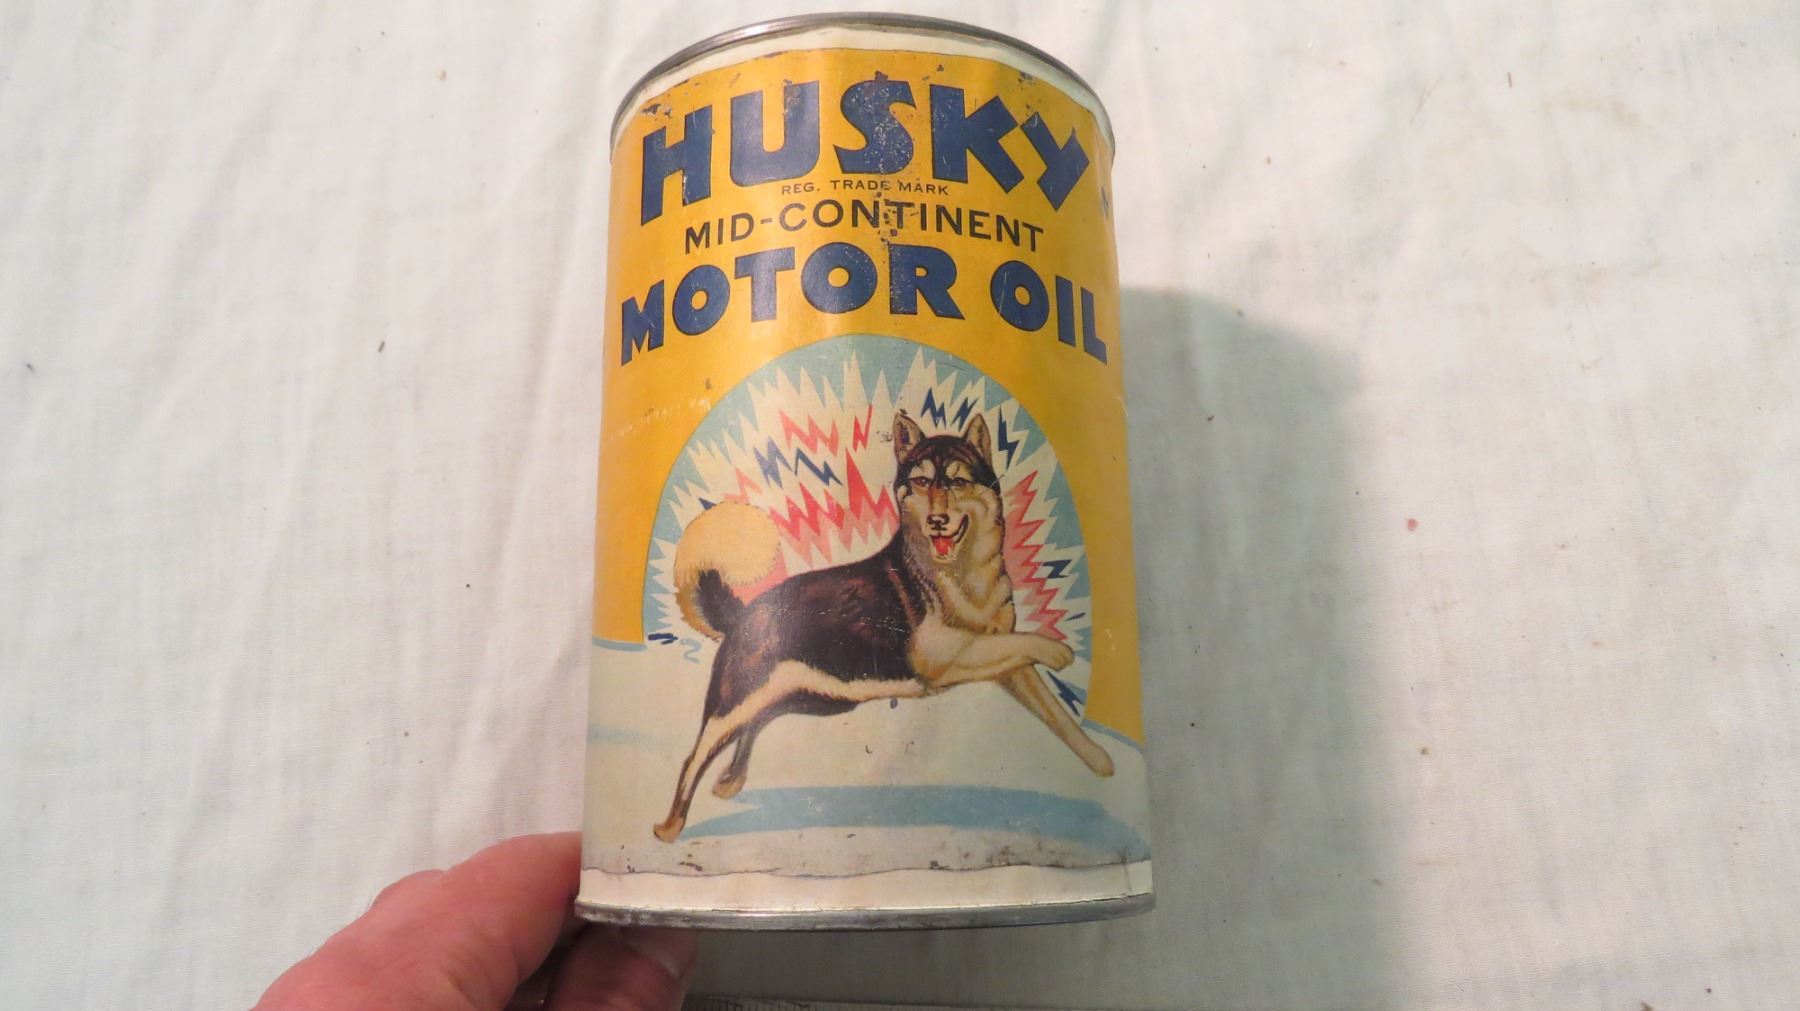 HUSKY
REG. TRADE MARK
MID-CONTINENT
MOTOR OIL